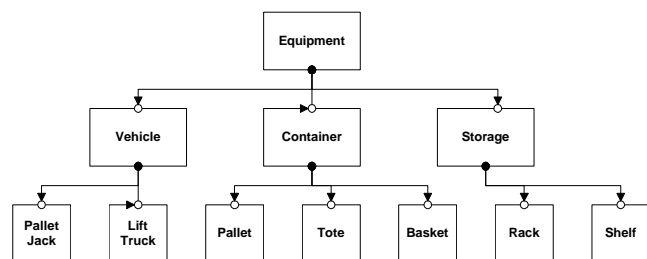 Equipment
Vehicle
Container
Storage
Pallet
Jack
Lift
Truck
Pallet
Tote
Basket
Rack
Shelf